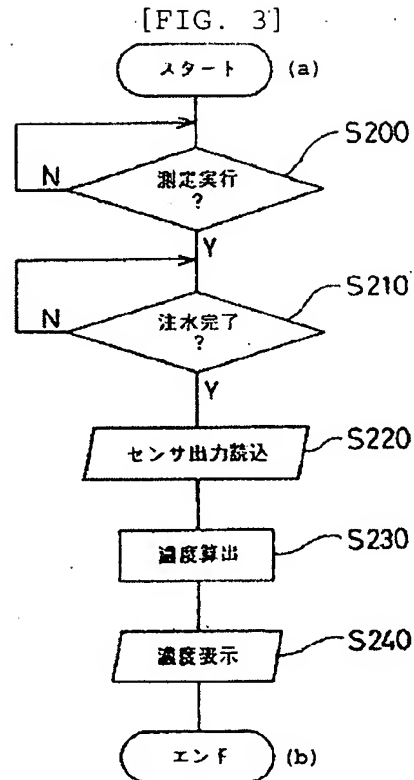 [FIG. 3]
スタート (a)
S200
測定実行
?
N
Y
S210
注水完了
?
N
Y
センサ出力読込
S220
濃度算出
S230
濃度表示
S240
エンド (b)